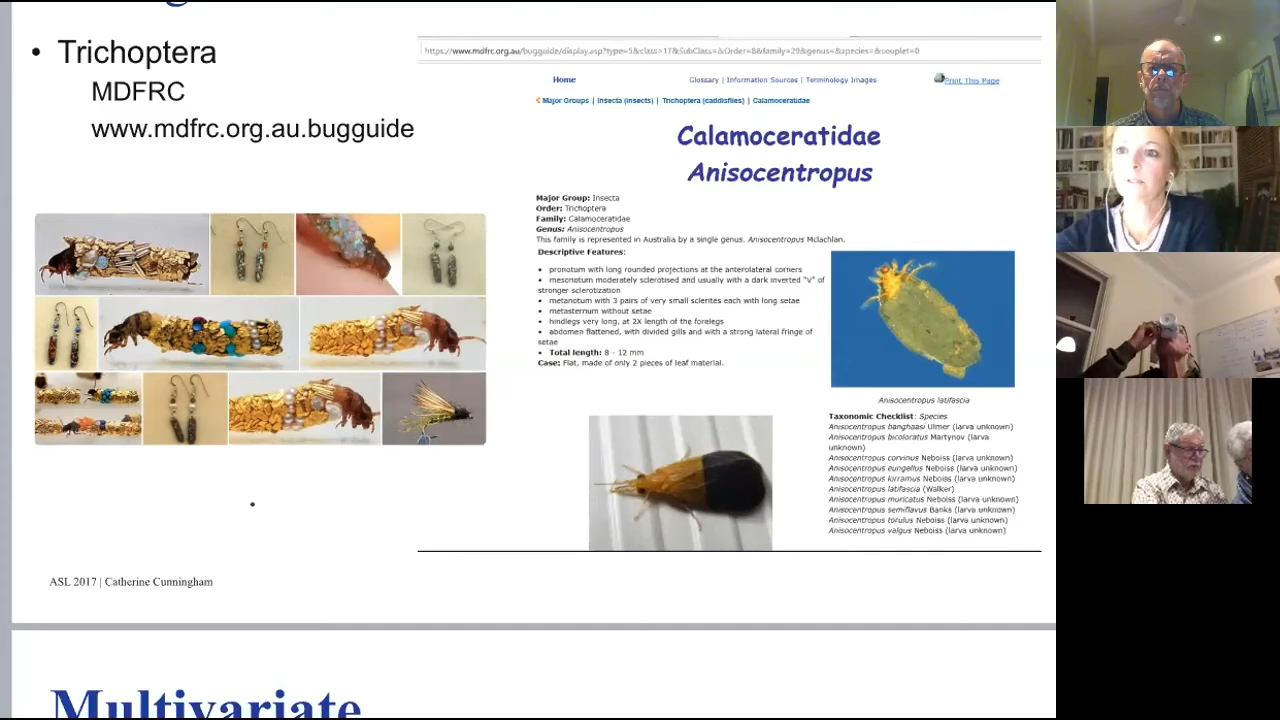 • Trichoptera
MDFRC
www.mdfrc.org.au.bugguide
https://www.mdfrc.org.au/bugguide/display.asp?type=5&class=17&SubClass=&Order=8&family=29&genus=&species=&couplet=0
Home
Glossary | Information Sources | Terminology Images
Print This Page
Major Groups | Insecta (insects) | Trichoptera (caddisflies) | Calamoceratidae
Calamoceratidae
Anisocentropus
Major Group: Insecta
Order: Trichoptera
Family: Calamoceratidae
Genus: Anisocentropus
This family is represented in Australia by a single genus, Anisocentropus Mclachlan.
Descriptive Features:
• pronotum with long rounded projections at the anterolateral corners
• mesonotum moderately sclerotised and usually with a dark inverted "v" of
stronger sclerotization
• metanotum with 3 pairs of very small sclerites each with long setae
• metasternum without setae
• hindlegs very long, at 2X length of the forelegs
• abdomen flattened, with divided gills and with a strong lateral fringe of
setae
• Total length: 8 - 12 mm
Case: Flat, made of only 2 pieces of leaf material.
Anisocentropus latifascia
Taxonomic Checklist: Species
Anisocentropus banghaasi Ulmer (larva unknown)
Anisocentropus bicoloratus Martynov (larva
unknown)
Anisocentropus corvinus Neboiss (larva unknown)
Anisocentropus eungellus Neboiss (larva unknown)
Anisocentropus kirramus Neboiss (larva unknown)
Anisocentropus latifascia (Walker)
Anisocentropus muricatus Neboiss (larva unknown)
Anisocentropus semiflavus Banks (larva unknown)
Anisocentropus torulus Neboiss (larva unknown)
Anisocentropus valgus Neboiss (larva unknown)
ASL 2017 | Catherine Cunningham
Multivariate